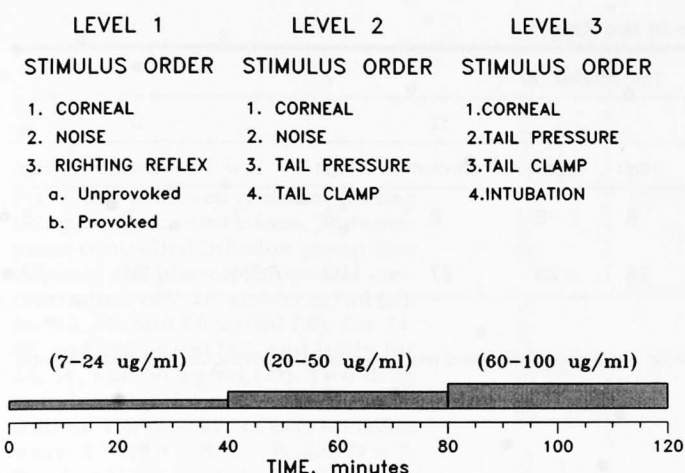 LEVEL 1 LEVEL 2 LEVEL 3
STIMULUS ORDER STIMULUS ORDER STIMULUS ORDER
1. CORNEAL 1. CORNEAL 1.CORNEAL
2. NOISE 2. NOISE 2.TAIL PRESSURE
3. RIGHTING REFLEX 3. TAIL PRESSURE 3.TAIL CLAMP
a. Unprovoked 4. TAIL CLAMP 4.INTUBATION
b. Provoked
(7-24 ug/ml) (20-50 ug/ml) (60-100 ug/ml)
0 20 40 60 80 100 120
TIME, minutes